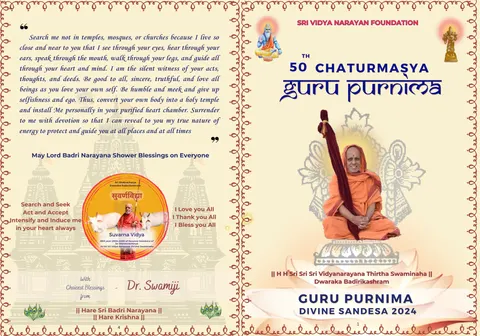 “
Search me not in temples, mosques, or churches because I live so
close and near to you that I see through your eyes, hear through your
ears, speak through the mouth, walk through your legs, and guide all
through your heart and mind. I am the silent witness of your acts,
thoughts, and deeds. Be good to all, sincere, truthful, and love all
beings as you love your own self. Be humble and meek and give up
selfishness and ego. Thus, convert your own body into a holy temple
and install Me personally in your purified heart chamber. Surrender
to me with devotion so that I can reveal to you my true nature of
energy to protect and guide you at all places and at all times
”
May Lord Badri Narayana Shower Blessings on Everyone
Search and Seek
Act and Accept
Intensify and Induce me
in your heart always
सुवर्णविद्या
Suvarna Vidya
I Love you All
I Thank you All
I Bless you All
With
Choicest Blessings
from
- Dr. Swamiji
|| Hare Sri Badri Narayana ||
|| Hare Krishna ||
SRI VIDYA NARAYAN FOUNDATION
50TH CHATURMASYA
guru purnima
|| H H Sri Sri Sri Vidyanarayana Thirtha Swaminaha ||
Dwaraka Badirikaashram
GURU PURNIMA
DIVINE SANDESA 2024